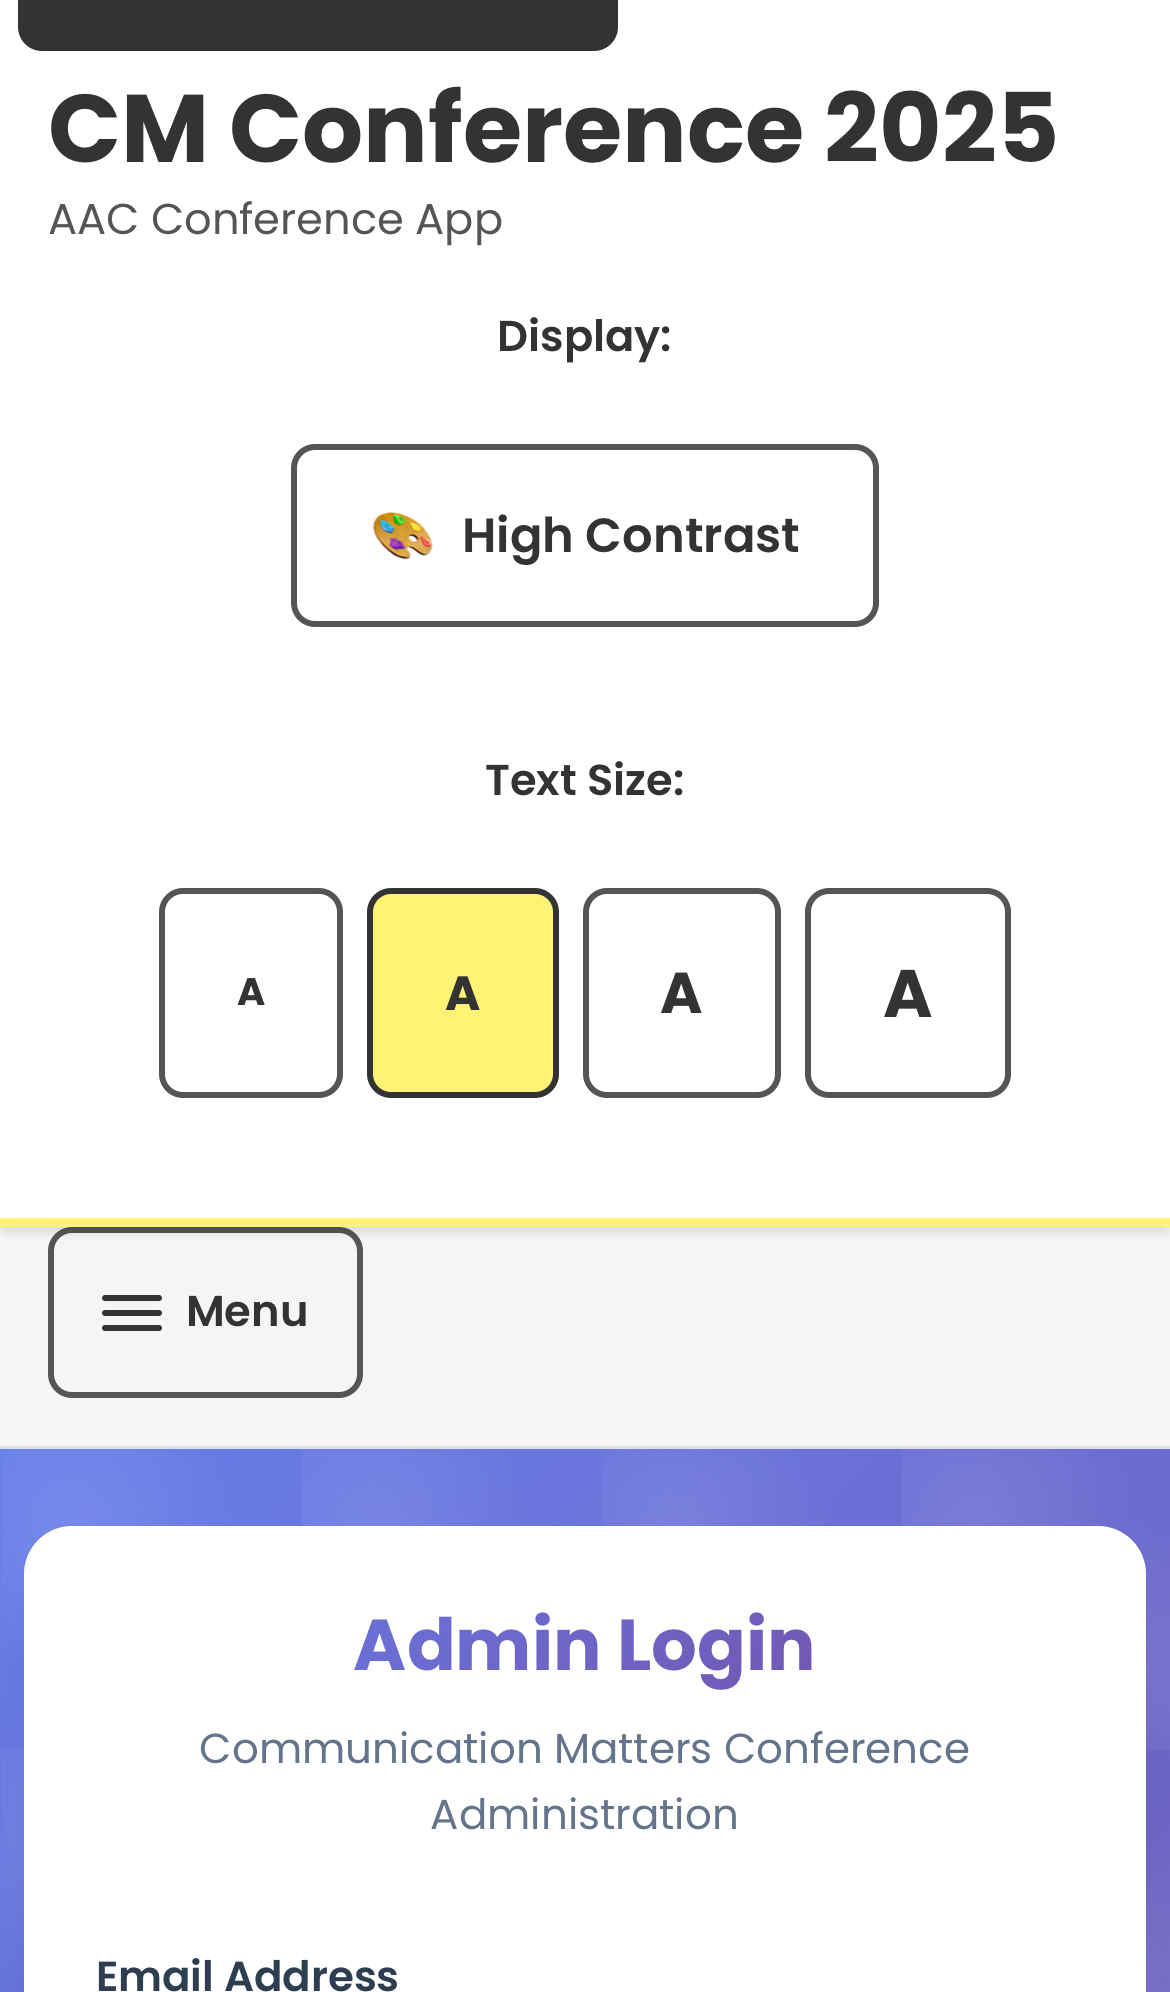 CM Conference 2025
AAC Conference App
Display:
🎨 High Contrast
Text Size:
A A A A
Menu
Admin Login
Communication Matters Conference
Administration
Email Address